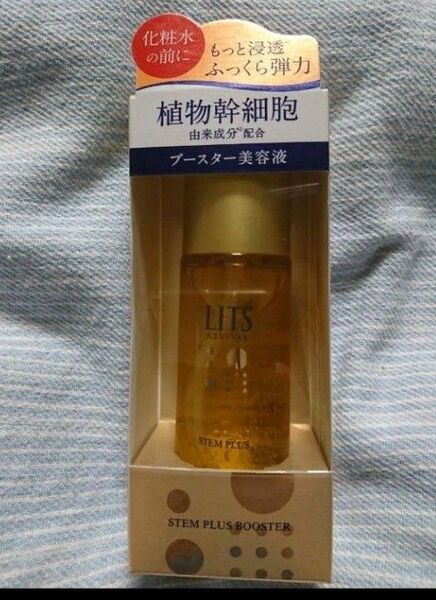 化粧水※
の前に
もっと浸透
ふっくら弾力
植物幹細胞
由来成分※配合
ブースター美容液
LITS
REVIVAL
STEM PLUS
STEM PLUS BOOSTER